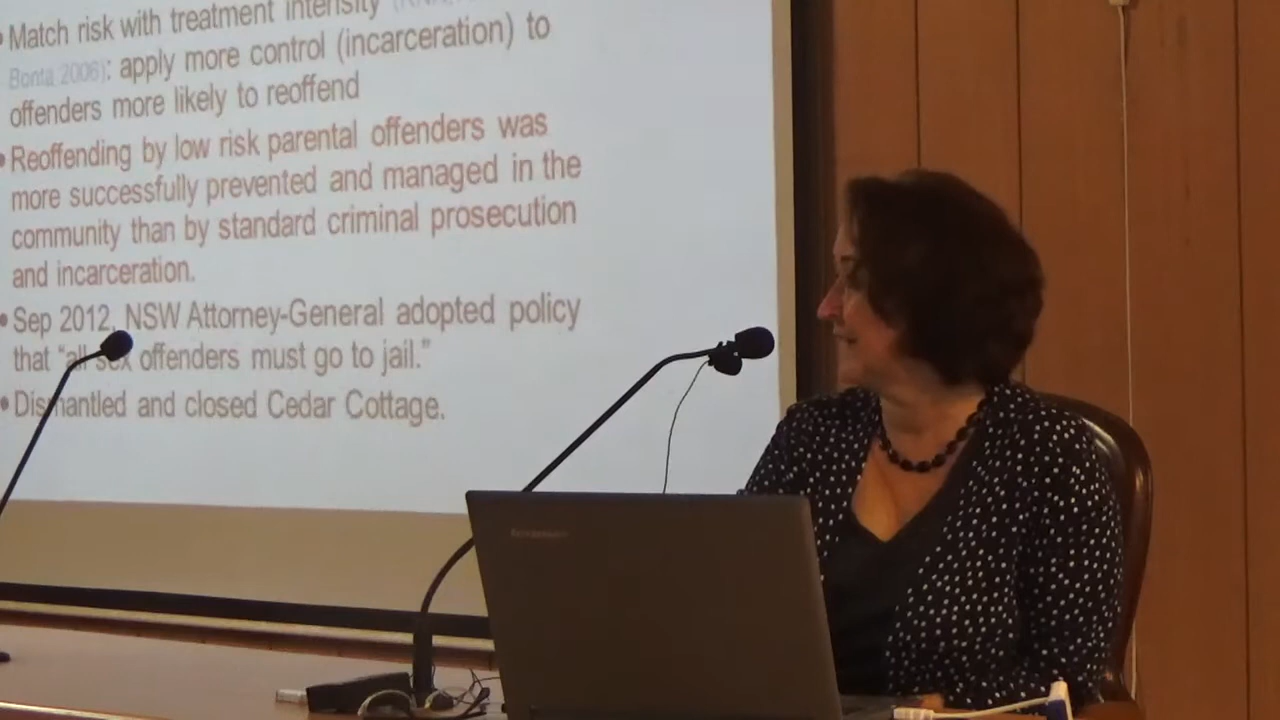 • Match risk with treatment intensity
Bonta 2006): apply more control (incarceration) to
offenders more likely to reoffend
• Reoffending by low risk parental offenders was
more successfully prevented and managed in the
community than by standard criminal prosecution
and incarceration.
• Sep 2012, NSW Attorney-General adopted policy
that “all sex offenders must go to jail.”
• Dismantled and closed Cedar Cottage.